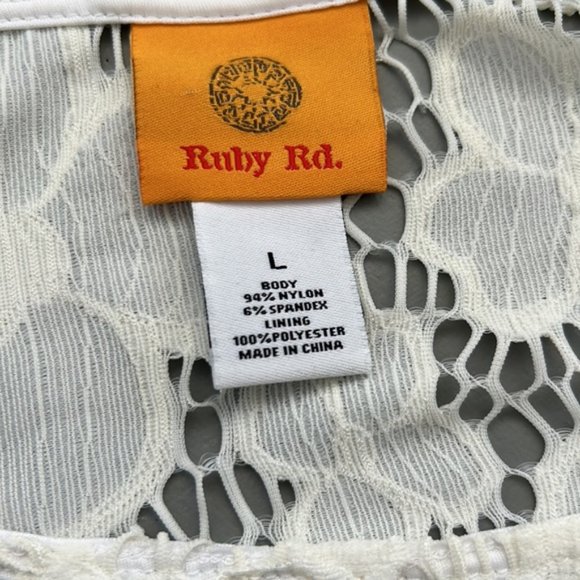 Ruby Rd.
L
BODY
94% NYLON
6% SPANDEX
LINING
100%POLYESTER
MADE IN CHINA